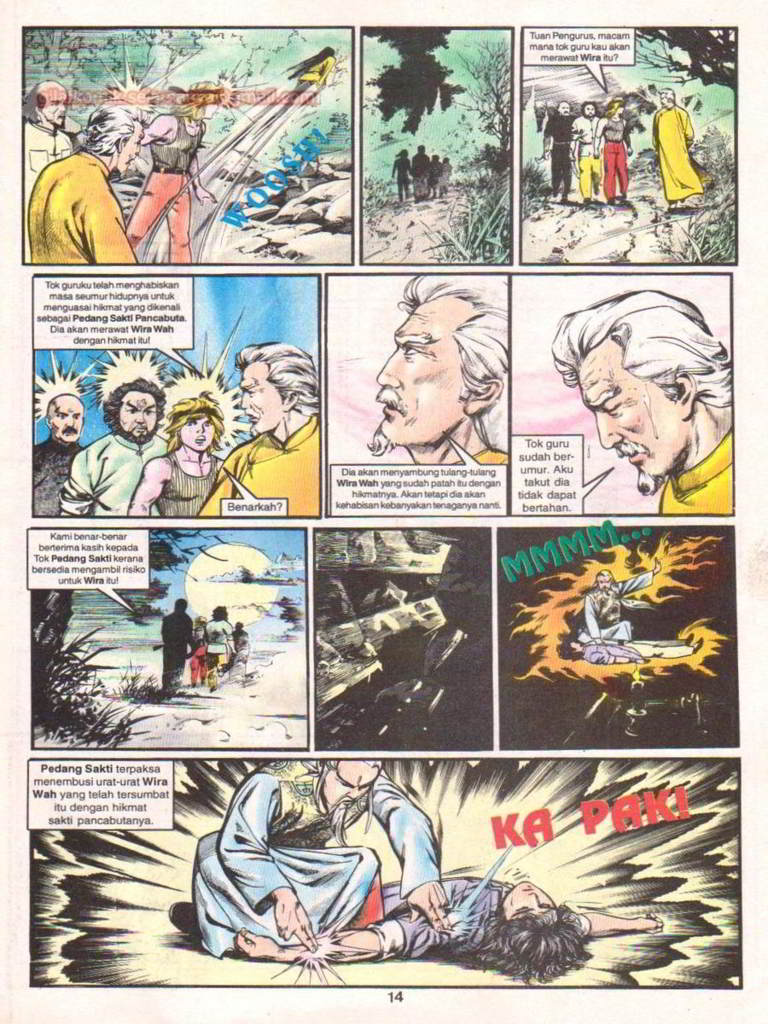 WOOSH!
Tuan Pengurus, macam
mana tok guru kau akan
merawat Wira itu?
Tok guruku telah menghabiskan
masa seumur hidupnya untuk
menguasai hikmat yang dikenali
sebagai Pedang Sakti Pancabuta.
Dia akan merawat Wira Wah
dengan hikmat itu!
Benarkah?
Dia akan menyambung tulang-tulang
Wira Wah yang sudah patah itu dengan
hikmatnya. Akan tetapi dia akan
kehabisan kebanyakan tenaganya nanti.
Tok guru
sudah ber-
umur. Aku
takut dia
tidak dapat
bertahan.
Kami benar-benar
berterima kasih kepada
Tok Pedang Sakti kerana
bersedia mengambil risiko
untuk Wira itu!
MMMM...
Pedang Sakti terpaksa
menembusi urat-urat Wira
Wah yang telah tersumbat
itu dengan hikmat
sakti pancabutanya.
KA PAK!
14